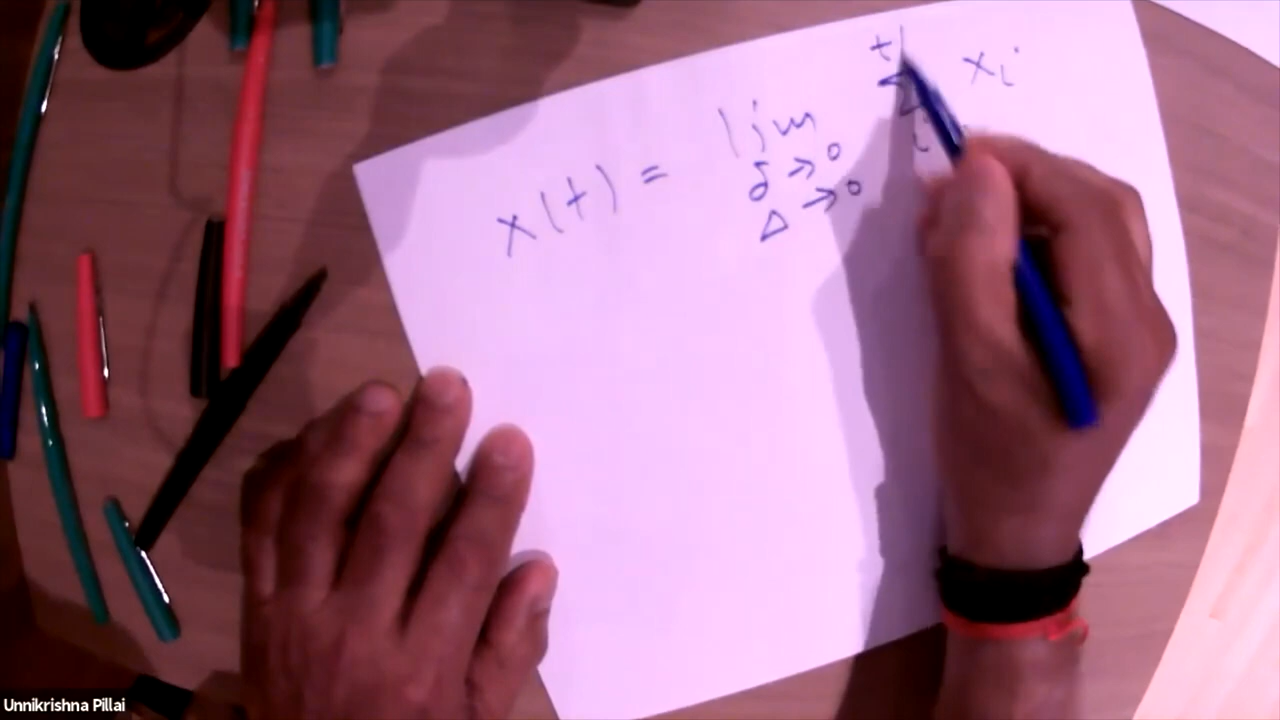 x(t) = lim t/ Σ xi
δ → 0 i
Δ → 0
Unnikrishna Pillai